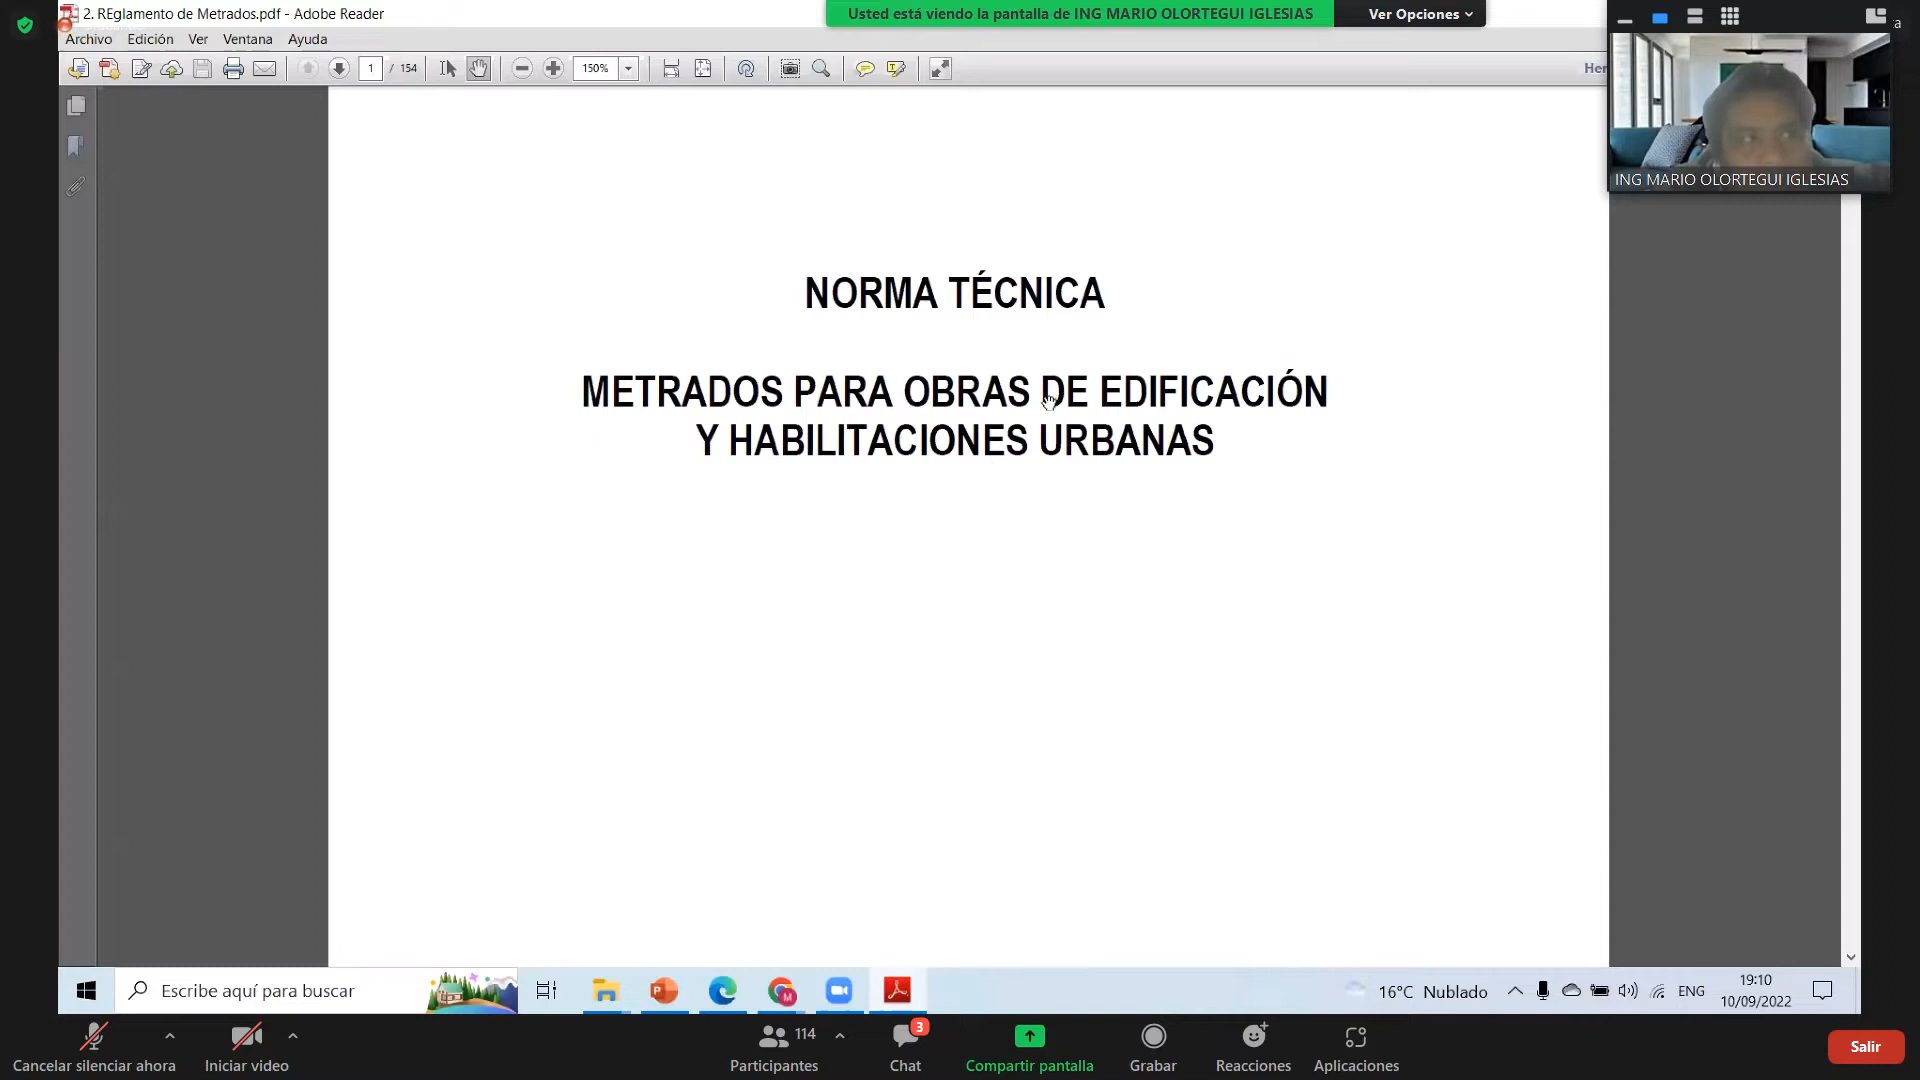 2. REglamento de Metrados.pdf - Adobe Reader
Usted está viendo la pantalla de ING MARIO OLORTEGUI IGLESIAS
Ver Opciones
Archivo Edición Ver Ventana Ayuda
1 / 154
150%
Her
ING MARIO OLORTEGUI IGLESIAS
NORMA TÉCNICA
METRADOS PARA OBRAS DE EDIFICACIÓN
Y HABILITACIONES URBANAS
Escribe aquí para buscar
16°C Nublado
ENG
19:10
10/09/2022
Cancelar silenciar ahora
Iniciar video
114
Participantes
3
Chat
Compartir pantalla
Grabar
Reacciones
Aplicaciones
Salir